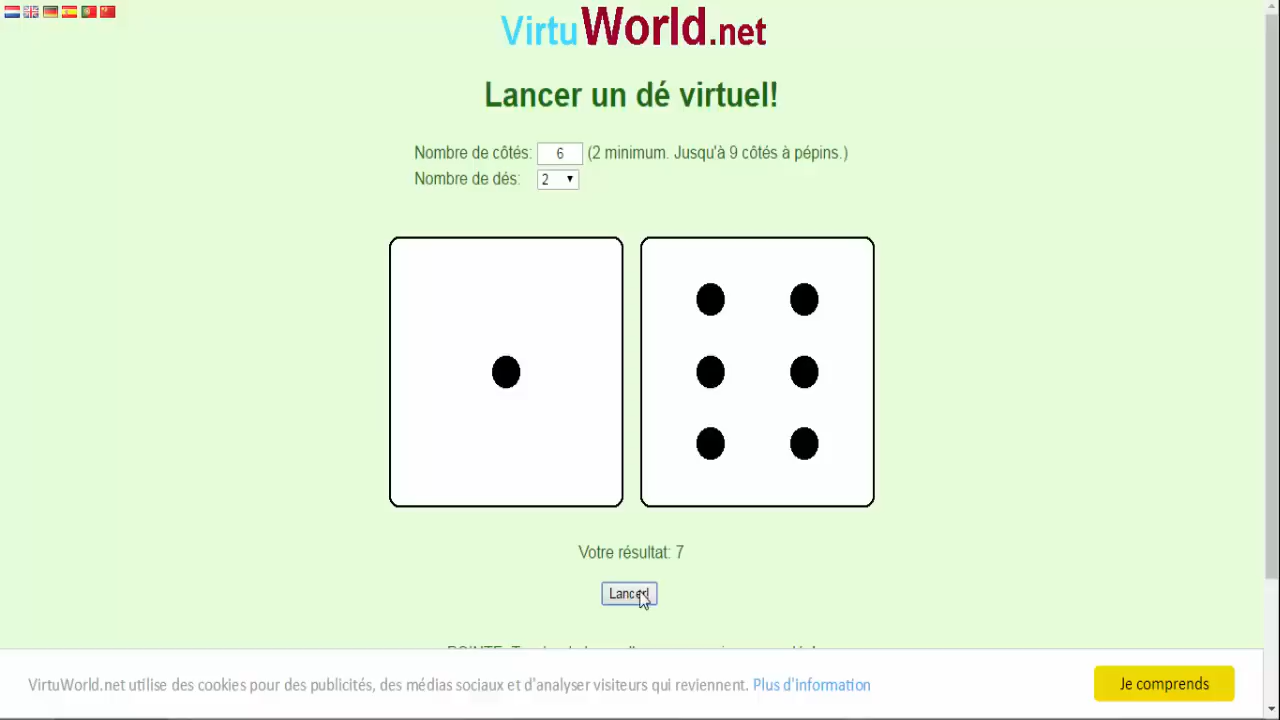 VirtuWorld.net
Lancer un dé virtuel!
Nombre de côtés: 6 (2 minimum. Jusqu'à 9 côtés à pépins.)
Nombre de dés: 2
Votre résultat: 7
Lancer!
VirtuWorld.net utilise des cookies pour des publicités, des médias sociaux et d'analyser visiteurs qui reviennent. Plus d'information
Je comprends